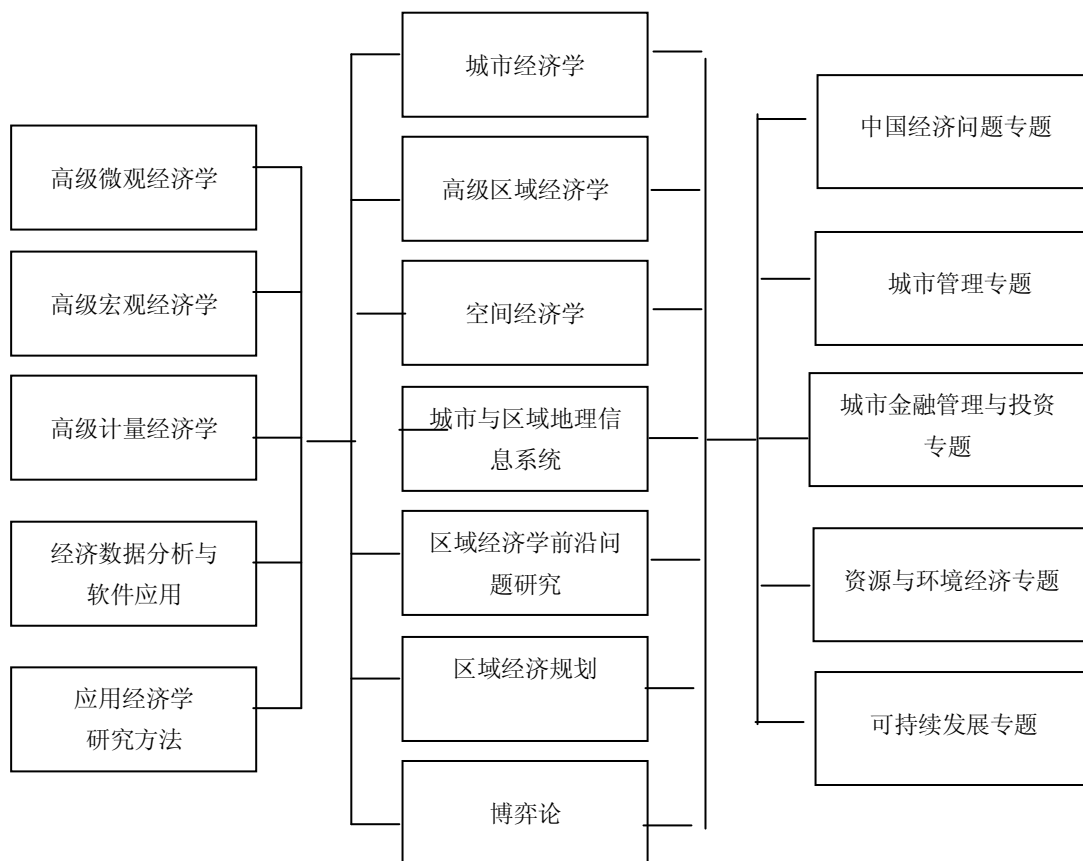 高级微观经济学
高级宏观经济学
高级计量经济学
经济数据分析与
软件应用
应用经济学
研究方法
城市经济学
高级区域经济学
空间经济学
城市与区域地理信
息系统
区域经济学前沿问
题研究
区域经济规划
博弈论
中国经济问题专题
城市管理专题
城市金融管理与投资
专题
资源与环境经济专题
可持续发展专题